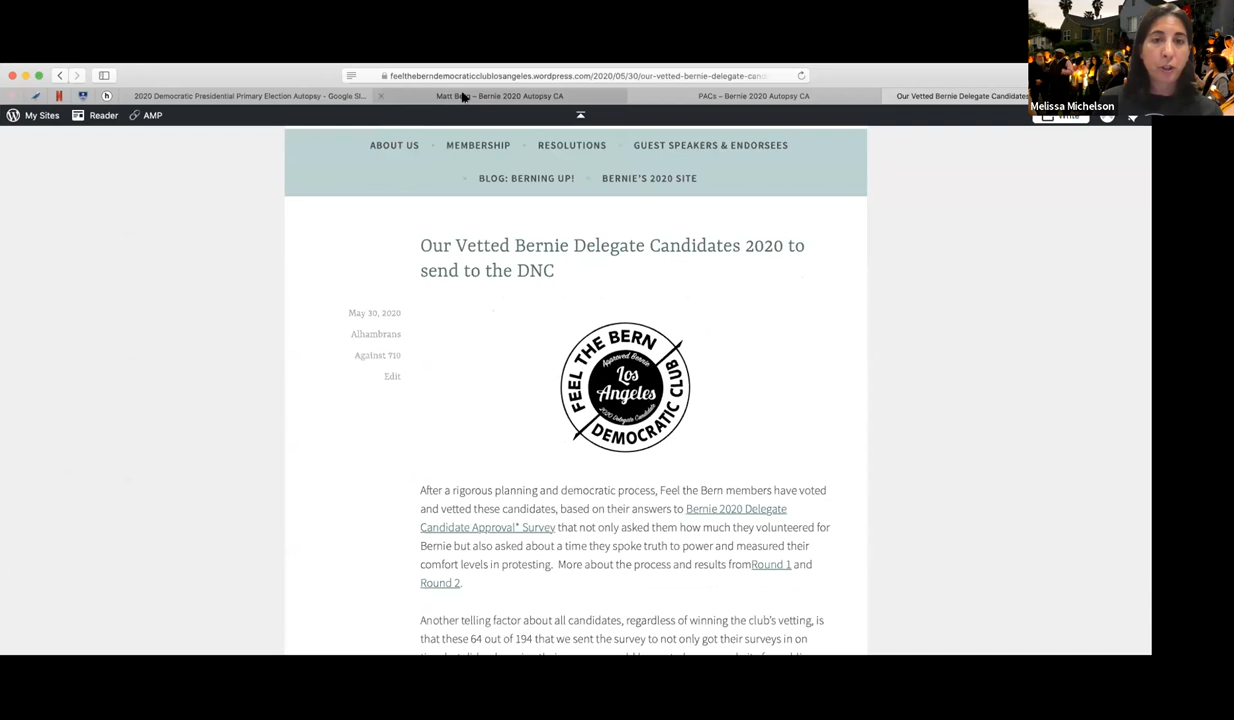 feeltheberndemocraticclublosangeles.wordpress.com/2020/05/30/our-vetted-bernie-delegate-cand
2020 Democratic Presidential Primary Election Autopsy - Google Sl...
Matt B – Bernie 2020 Autopsy CA
PACs – Bernie 2020 Autopsy CA
Our Vetted Bernie Delegate Candidates
Melissa Michelson
My Sites
Reader
AMP
Write
ABOUT US
MEMBERSHIP
RESOLUTIONS
GUEST SPEAKERS & ENDORSEES
BLOG: BERNING UP!
BERNIE'S 2020 SITE
Our Vetted Bernie Delegate Candidates 2020 to
send to the DNC
May 30, 2020
Alhambrans
Against 710
Edit
FEEL THE BERN
Approved Bernie
Los
Angeles
2020 Delegate Candidate
DEMOCRATIC CLUB
After a rigorous planning and democratic process, Feel the Bern members have voted
and vetted these candidates, based on their answers to Bernie 2020 Delegate
Candidate Approval* Survey that not only asked them how much they volunteered for
Bernie but also asked about a time they spoke truth to power and measured their
comfort levels in protesting. More about the process and results fromRound 1 and
Round 2.
Another telling factor about all candidates, regardless of winning the club's vetting, is
that these 64 out of 194 that we sent the survey to not only got their surveys in on